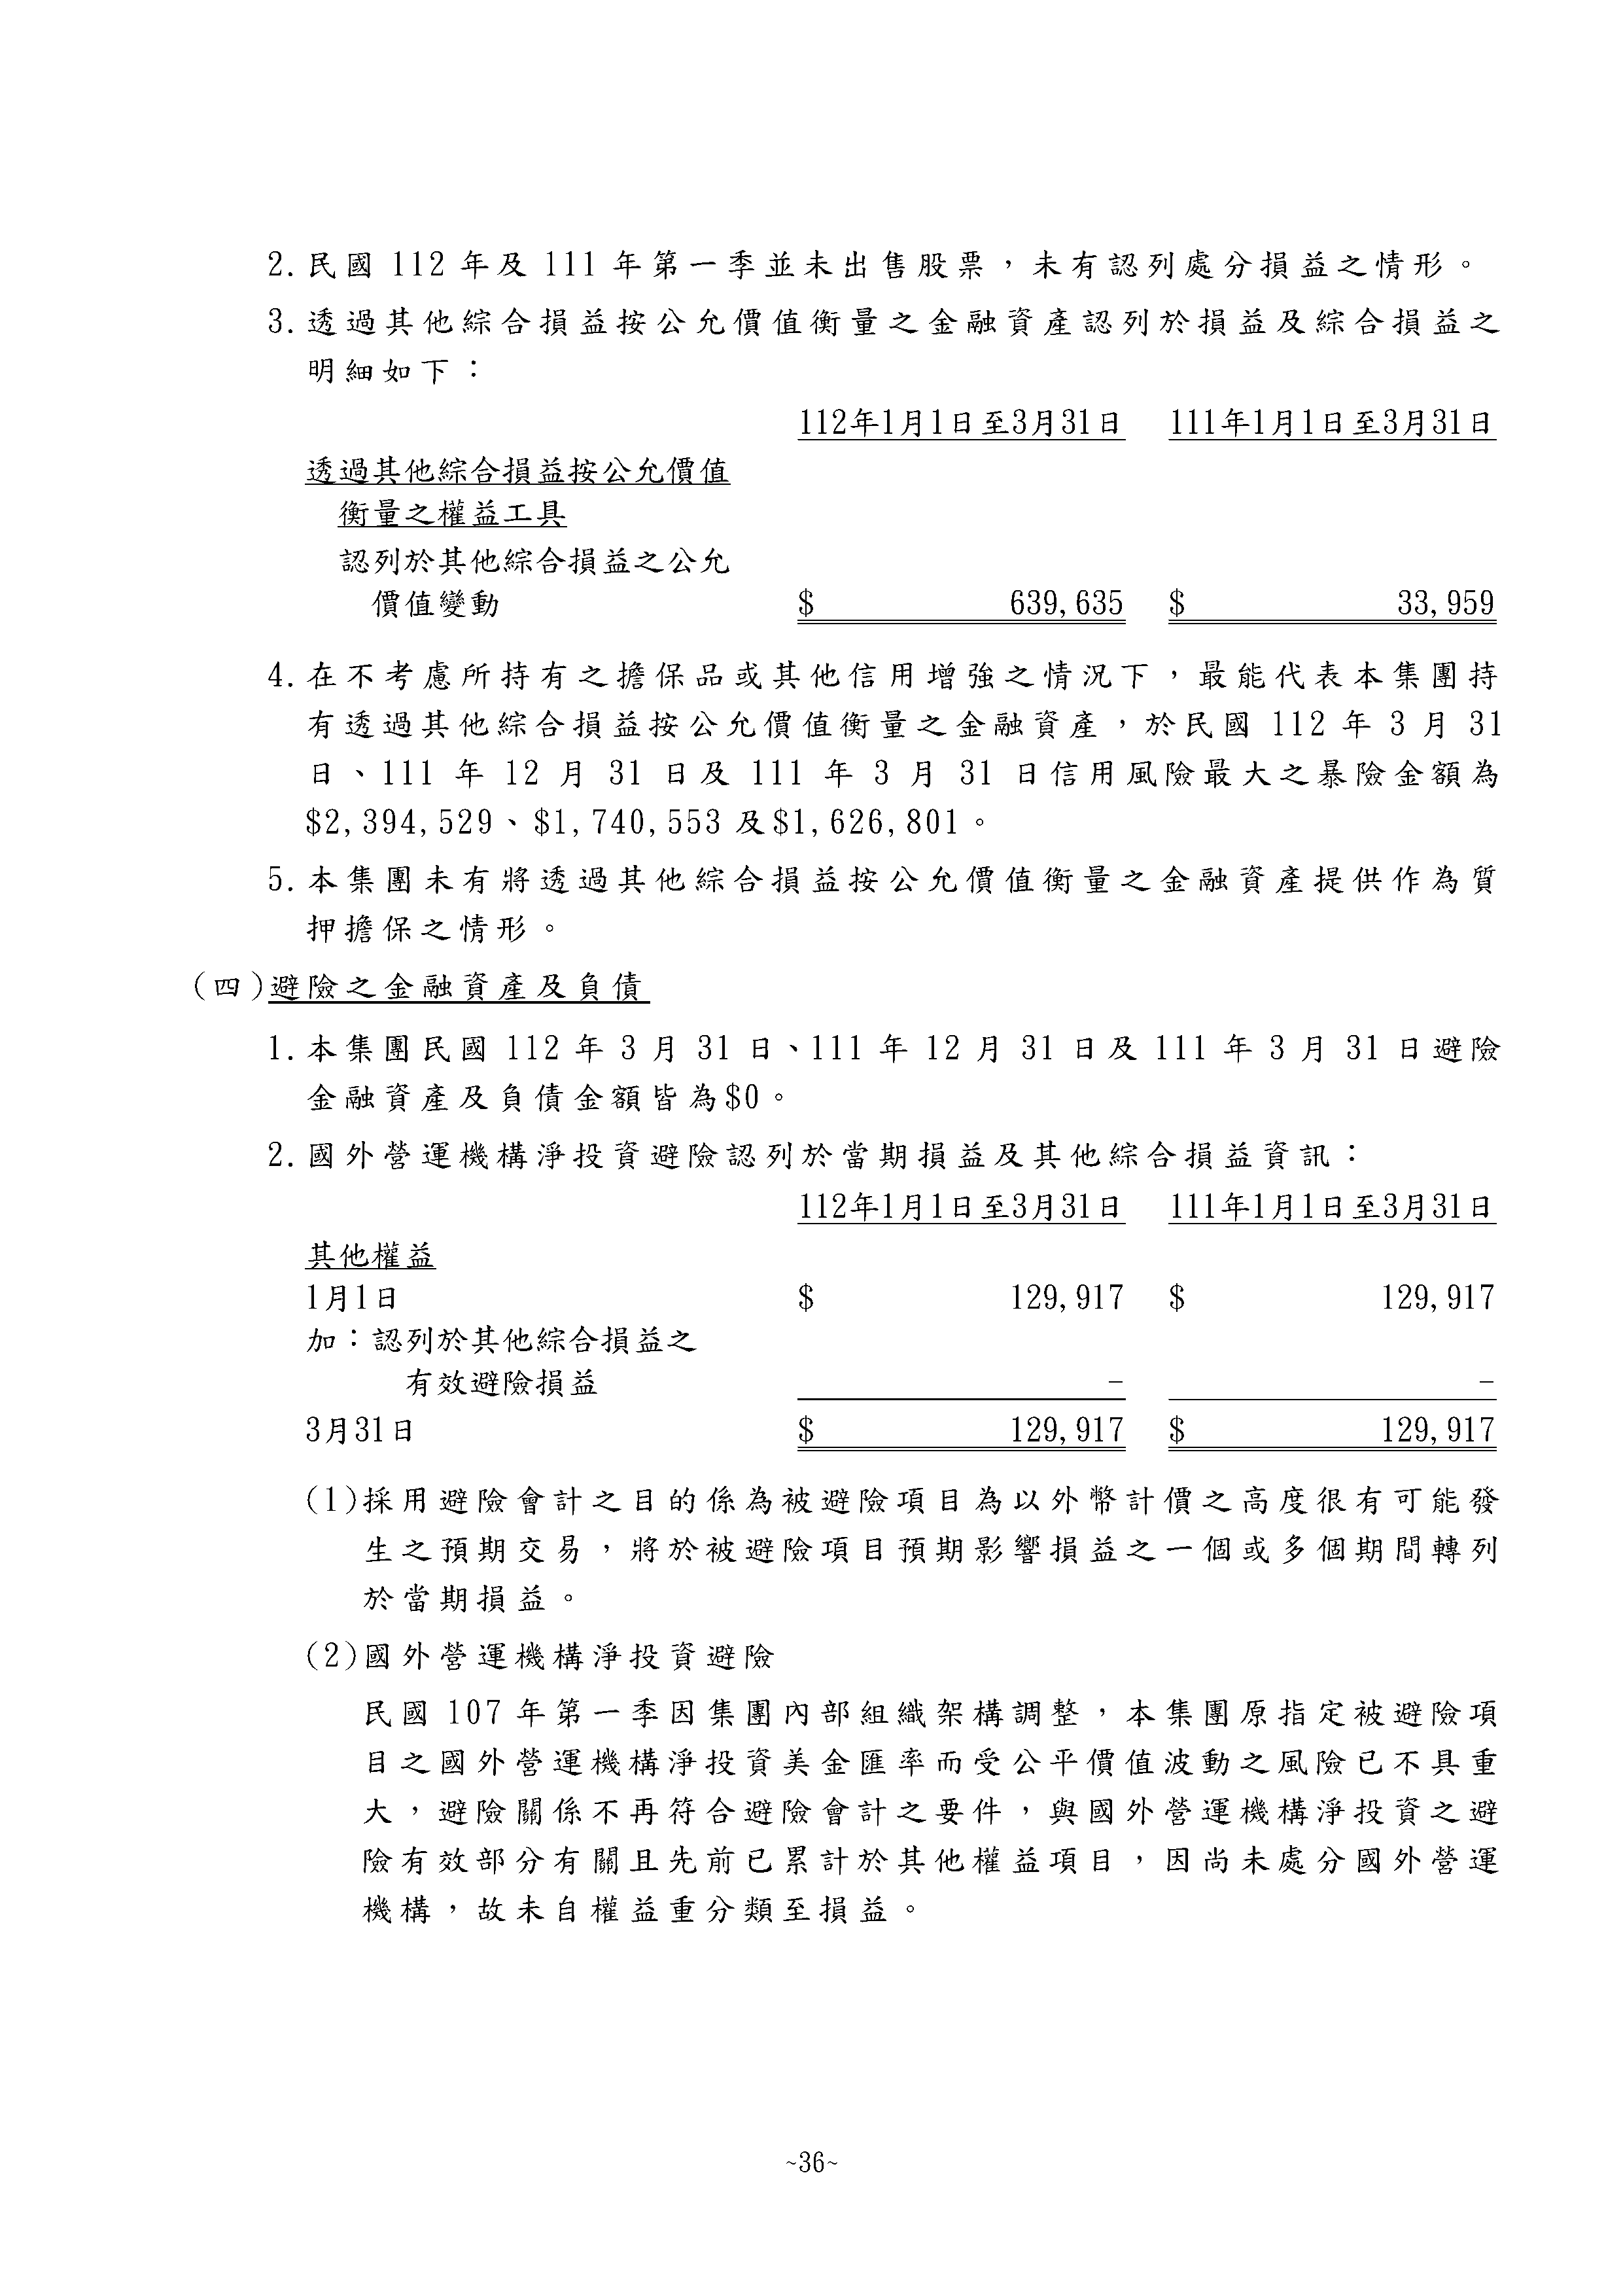 2.民國 112 年及 111 年第一季並未出售股票，未有認列處分損益之情形。
3.透過其他綜合損益按公允價值衡量之金融資產認列於損益及綜合損益之
明細如下：
112年1月1日至3月31日 111年1月1日至3月31日
透過其他綜合損益按公允價值
衡量之權益工具
認列於其他綜合損益之公允
價值變動 $ 639,635 $ 33,959
4.在不考慮所持有之擔保品或其他信用增強之情況下，最能代表本集團持
有透過其他綜合損益按公允價值衡量之金融資產，於民國 112 年 3 月 31
日、111 年 12 月 31 日及 111 年 3 月 31 日信用風險最大之暴險金額為
$2,394,529、$1,740,553 及$1,626,801。
5.本集團未有將透過其他綜合損益按公允價值衡量之金融資產提供作為質
押擔保之情形。
(四)避險之金融資產及負債
1.本集團民國 112 年 3 月 31 日、111 年 12 月 31 日及 111 年 3 月 31 日避險
金融資產及負債金額皆為$0。
2.國外營運機構淨投資避險認列於當期損益及其他綜合損益資訊：
112年1月1日至3月31日 111年1月1日至3月31日
其他權益
1月1日 $ 129,917 $ 129,917
加：認列於其他綜合損益之
有效避險損益 - -
3月31日 $ 129,917 $ 129,917
(1)採用避險會計之目的係為被避險項目為以外幣計價之高度很有可能發
生之預期交易，將於被避險項目預期影響損益之一個或多個期間轉列
於當期損益。
(2)國外營運機構淨投資避險
民國 107 年第一季因集團內部組織架構調整，本集團原指定被避險項
目之國外營運機構淨投資美金匯率而受公平價值波動之風險已不具重
大，避險關係不再符合避險會計之要件，與國外營運機構淨投資之避
險有效部分有關且先前已累計於其他權益項目，因尚未處分國外營運
機構，故未自權益重分類至損益。
~36~